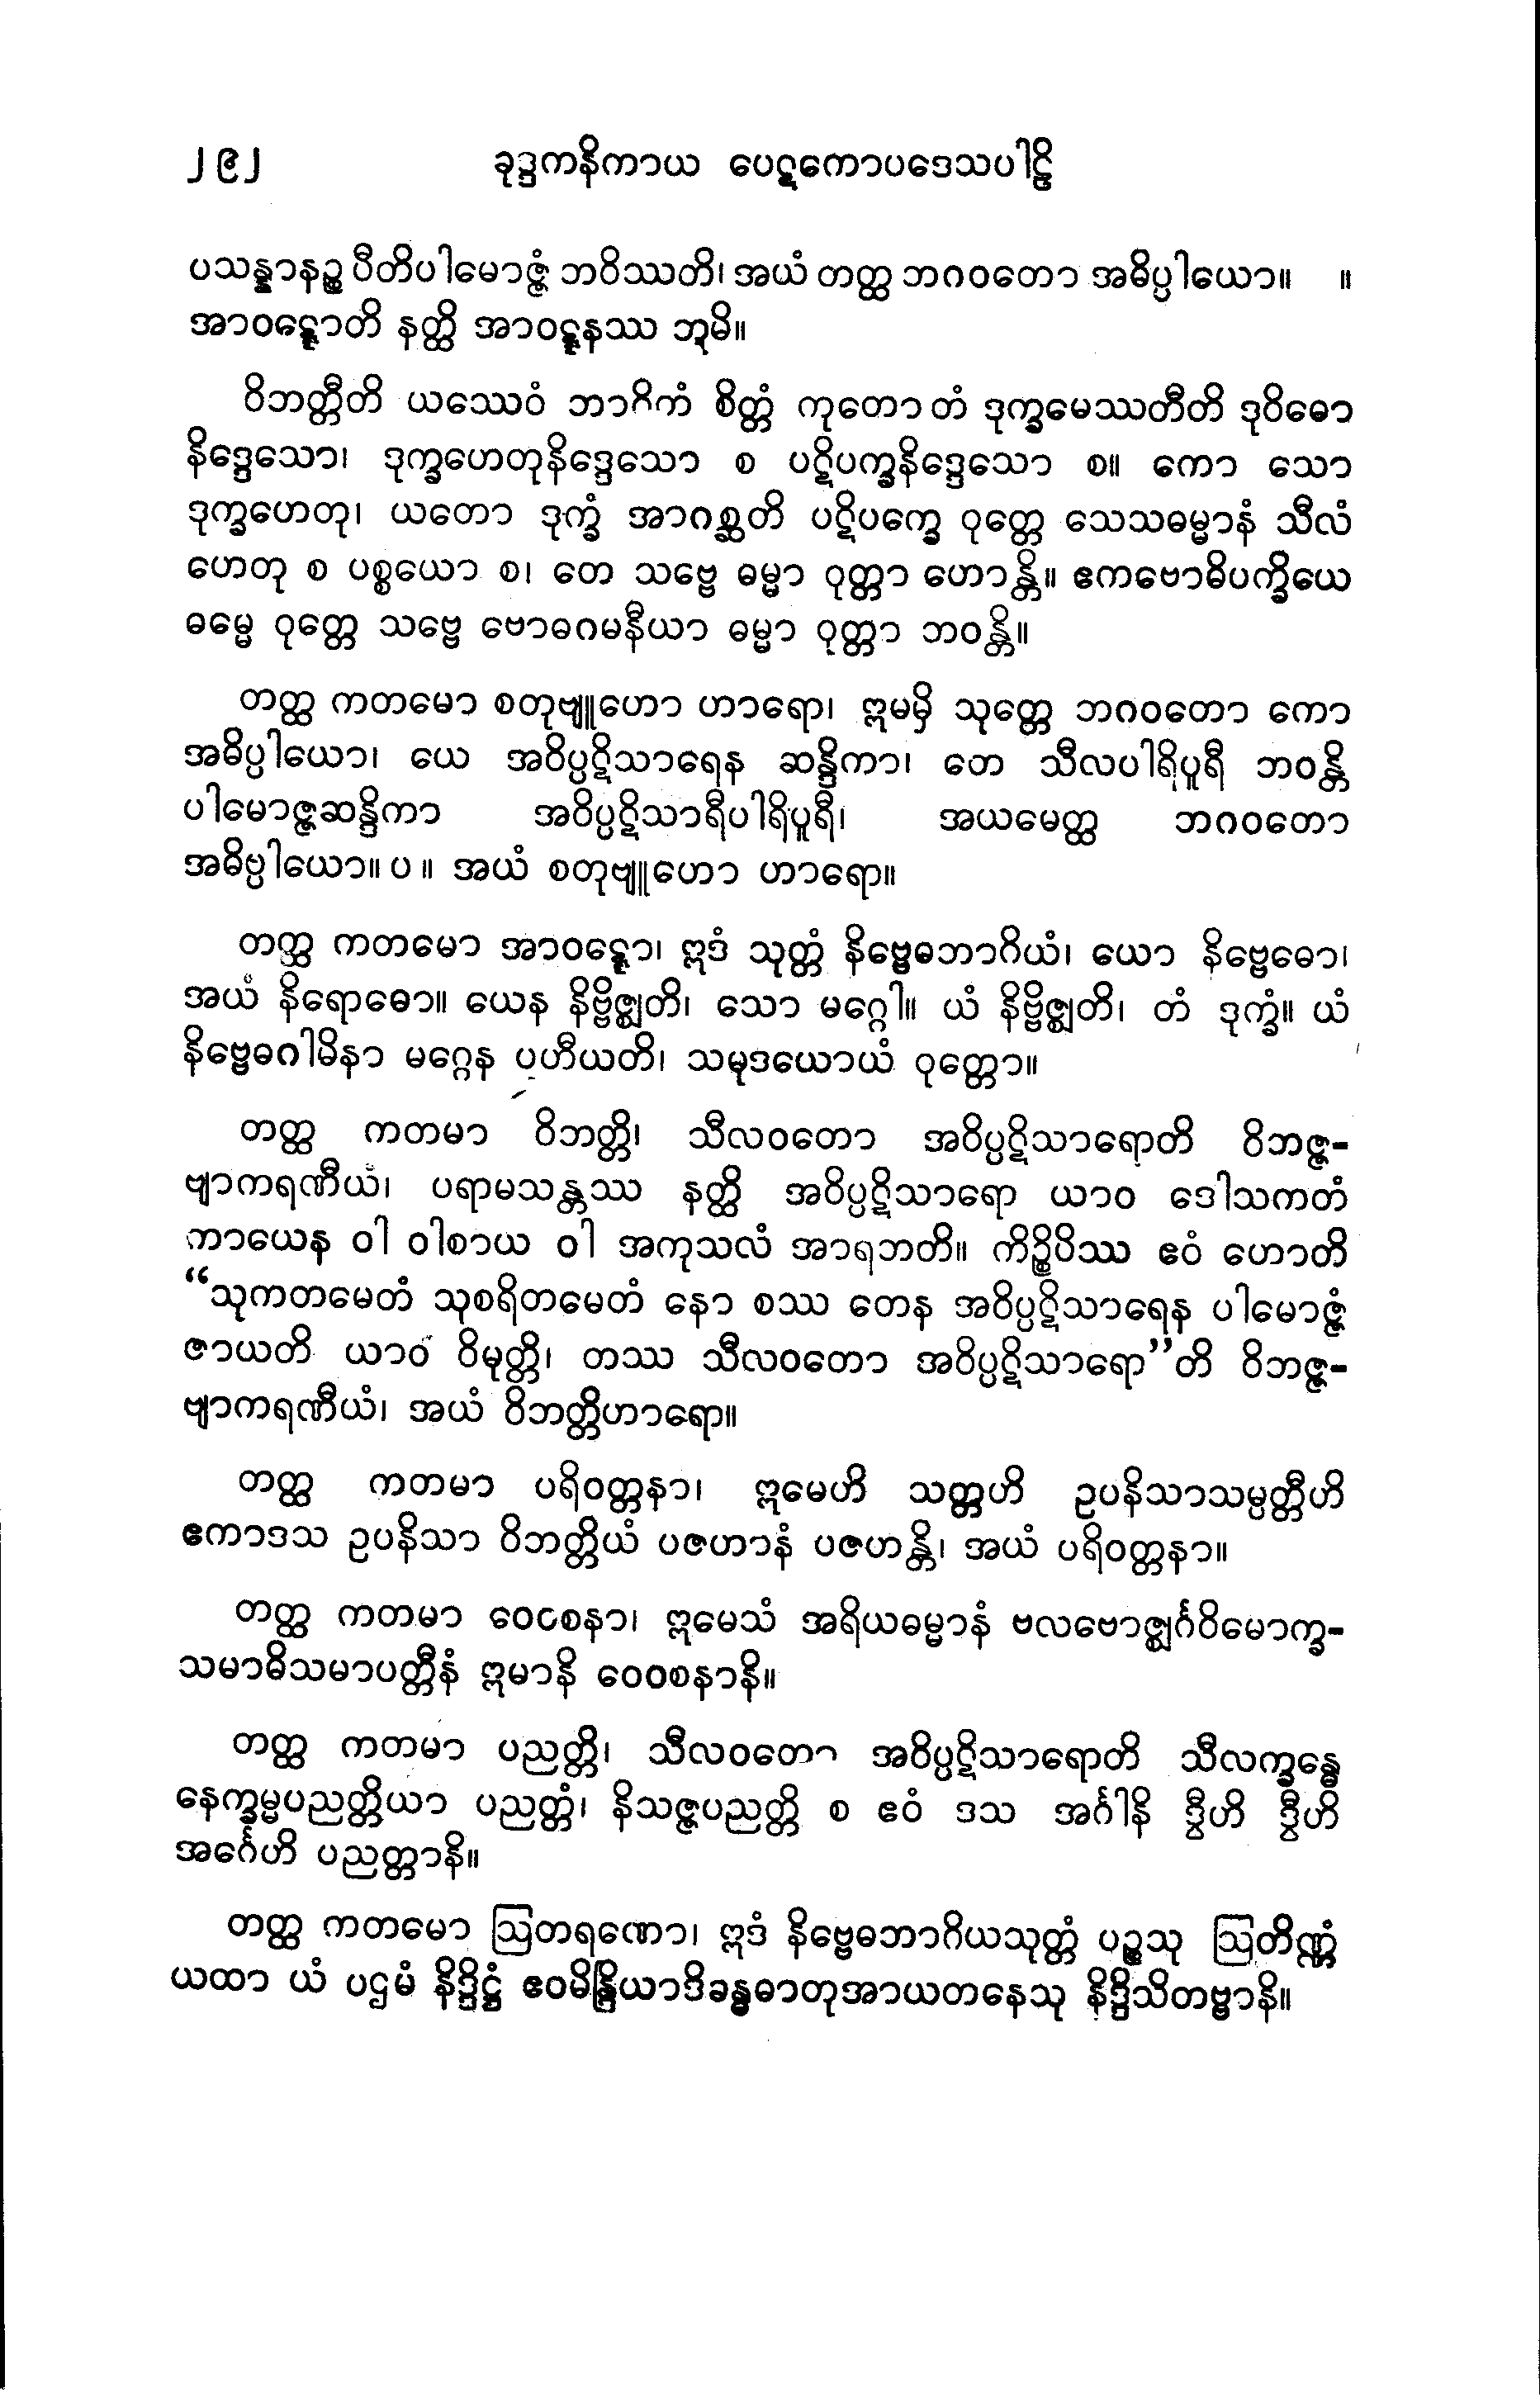 ၂၉၂ ခုဒ္ဒကနိကာယ ပေဋကောပဒေသပါဠိ
ပသန္နာနဉ္စ ပီတိပါမောဇ္ဇံ ဘဝိဿတိ၊ အယံ တတ္ထ ဘဂဝတော အဓိပ္ပါယော။ ။
အာဝဋ္ဋောတိ နတ္ထိ အာဝဋ္ဋနဿ ဘူမိ။
ဝိဘတ္တီတိ ယဿေဝံ ဘာဂိကံ စိတ္တံ ကုတော တံ ဒုက္ခမေဿတီတိ ဒုဝိဓော
နိဒ္ဒေသော၊ ဒုက္ခဟေတုနိဒ္ဒေသော စ ပဋိပက္ခနိဒ္ဒေသော စ။ ကော သော
ဒုက္ခဟေတု၊ ယတော ဒုက္ခံ အာဂစ္ဆတိ ပဋိပက္ခေ ဝုတ္တေ သေသဓမ္မာနံ သီလံ
ဟေတု စ ပစ္စယော စ၊ တေ သဗ္ဗေ ဓမ္မာ ဝုတ္တာ ဟောန္တိ။ ဧကဗောဓိပက္ခိယေ
ဓမ္မေ ဝုတ္တေ သဗ္ဗေ ဗောဓဂမနီယာ ဓမ္မာ ဝုတ္တာ ဘဝန္တိ။
တတ္ထ ကတမော စတုဗျူဟော ဟာရော၊ ဣမမှိ သုတ္တေ ဘဂဝတော ကော
အဓိပ္ပါယော၊ ယေ အဝိပ္ပဋိသာရေန ဆန္ဒိကာ၊ တေ သီလပါရိပူရီ ဘဝန္တိ
ပါမောဇ္ဇဆန္ဒိကာ အဝိပ္ပဋိသာရီပါရိပူရီ၊ အယမေတ္ထ ဘဂဝတော
အဓိပ္ပါယော။ ပ ။ အယံ စတုဗျူဟော ဟာရော။
တတ္ထ ကတမော အာဝဋ္ဋော၊ ဣဒံ သုတ္တံ နိဗ္ဗေဓဘာဂိယံ၊ ယော နိဗ္ဗေဓော၊
အယံ နိရောဓော။ ယေန နိဗ္ဗိဇ္ဈတိ၊ သော မဂ္ဂေါ။ ယံ နိဗ္ဗိဇ္ဈတိ၊ တံ ဒုက္ခံ။ ယံ
နိဗ္ဗေဓဂါမိနာ မဂ္ဂေန ပဟီယတိ၊ သမုဒယောယံ ဝုတ္တော။
တတ္ထ ကတမာ ဝိဘတ္တိ၊ သီလဝတော အဝိပ္ပဋိသာရောတိ ဝိဘဇ္ဇ-
ဗျာကရဏီယံ၊ ပရာမသန္တဿ နတ္ထိ အဝိပ္ပဋိသာရော ယာဝ ဒေါသကတံ
ကာယေန ဝါ ဝါစာယ ဝါ အကုသလံ အာရဘတိ။ ကိဉ္စိပိဿ ဧဝံ ဟောတိ
“သုကတမေတံ သုစရိတမေတံ နော စဿ တေန အဝိပ္ပဋိသာရေန ပါမောဇ္ဇံ
ဇာယတိ ယာဝ ဝိမုတ္တိ၊ တဿ သီလဝတော အဝိပ္ပဋိသာရော”တိ ဝိဘဇ္ဇ-
ဗျာကရဏီယံ၊ အယံ ဝိဘတ္တိဟာရော။
တတ္ထ ကတမာ ပရိဝတ္တနာ၊ ဣမေဟိ သတ္တဟိ ဥပနိသာသမ္ပတ္တီဟိ
ဧကာဒသ ဥပနိသာ ဝိဘတ္တိယံ ပဇဟာနံ ပဇဟန္တိ၊ အယံ ပရိဝတ္တနာ။
တတ္ထ ကတမာ ဝေဝစနာ၊ ဣမေသံ အရိယဓမ္မာနံ ဗလဗောဇ္ဈင်္ဂဝိမောက္ခ-
သမာဓိသမာပတ္တီနံ ဣမာနိ ဝေဝစနာနိ။
တတ္ထ ကတမာ ပညတ္တိ၊ သီလဝတော အဝိပ္ပဋိသာရောတိ သီလက္ခန္ဓေ
နေက္ခမ္မပညတ္တိယာ ပညတ္တံ၊ နိသဇ္ဇပညတ္တိ စ ဧဝံ ဒသ အင်္ဂါနိ ဒွီဟိ ဒွီဟိ
အင်္ဂေဟိ ပညတ္တာနိ။
တတ္ထ ကတမော ဩတရဏော၊ ဣဒံ နိဗ္ဗေဓဘာဂိယသုတ္တံ ပဉ္စသု ဩတိဏ္ဏံ
ယထာ ယံ ပဌမံ နိဒ္ဒိဋ္ဌံ ဧဝမိန္ဒြိယာဒိခန္ဓဓာတုအာယတနေသု နိဒ္ဒိသိတဗ္ဗာနိ။